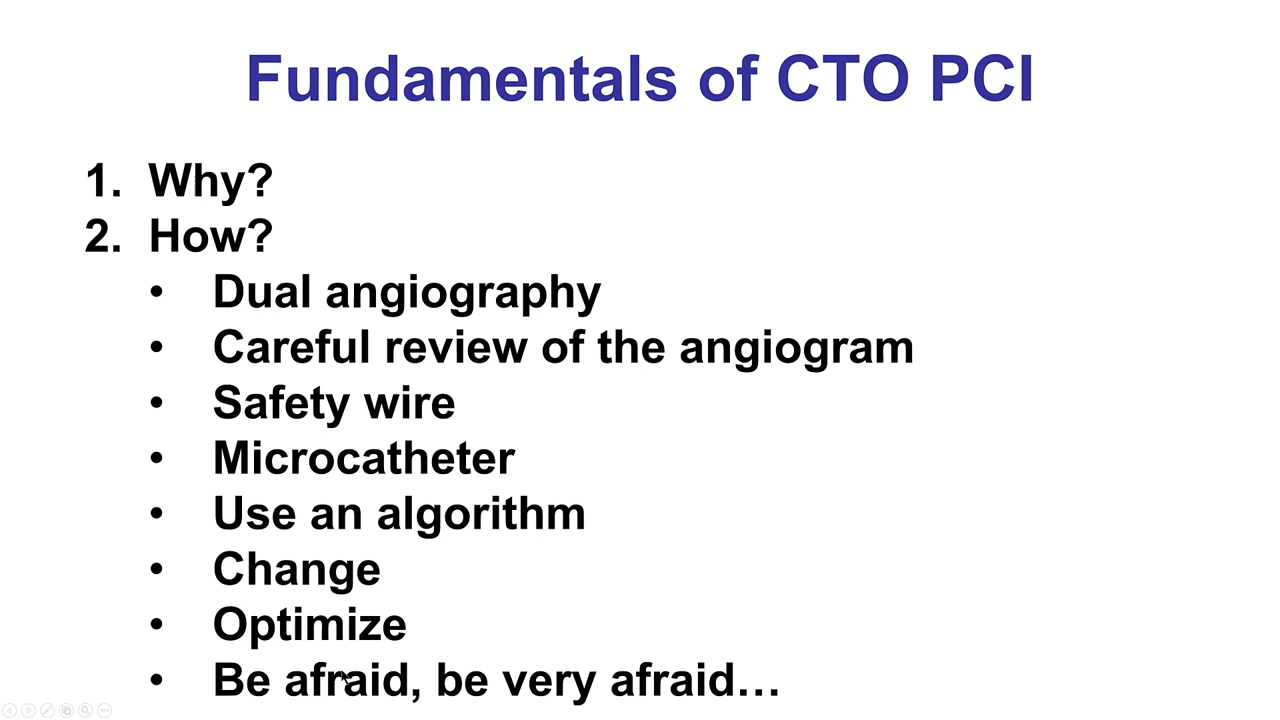 Fundamentals of CTO PCI
1. Why?
2. How?
• Dual angiography
• Careful review of the angiogram
• Safety wire
• Microcatheter
• Use an algorithm
• Change
• Optimize
• Be afraid, be very afraid…